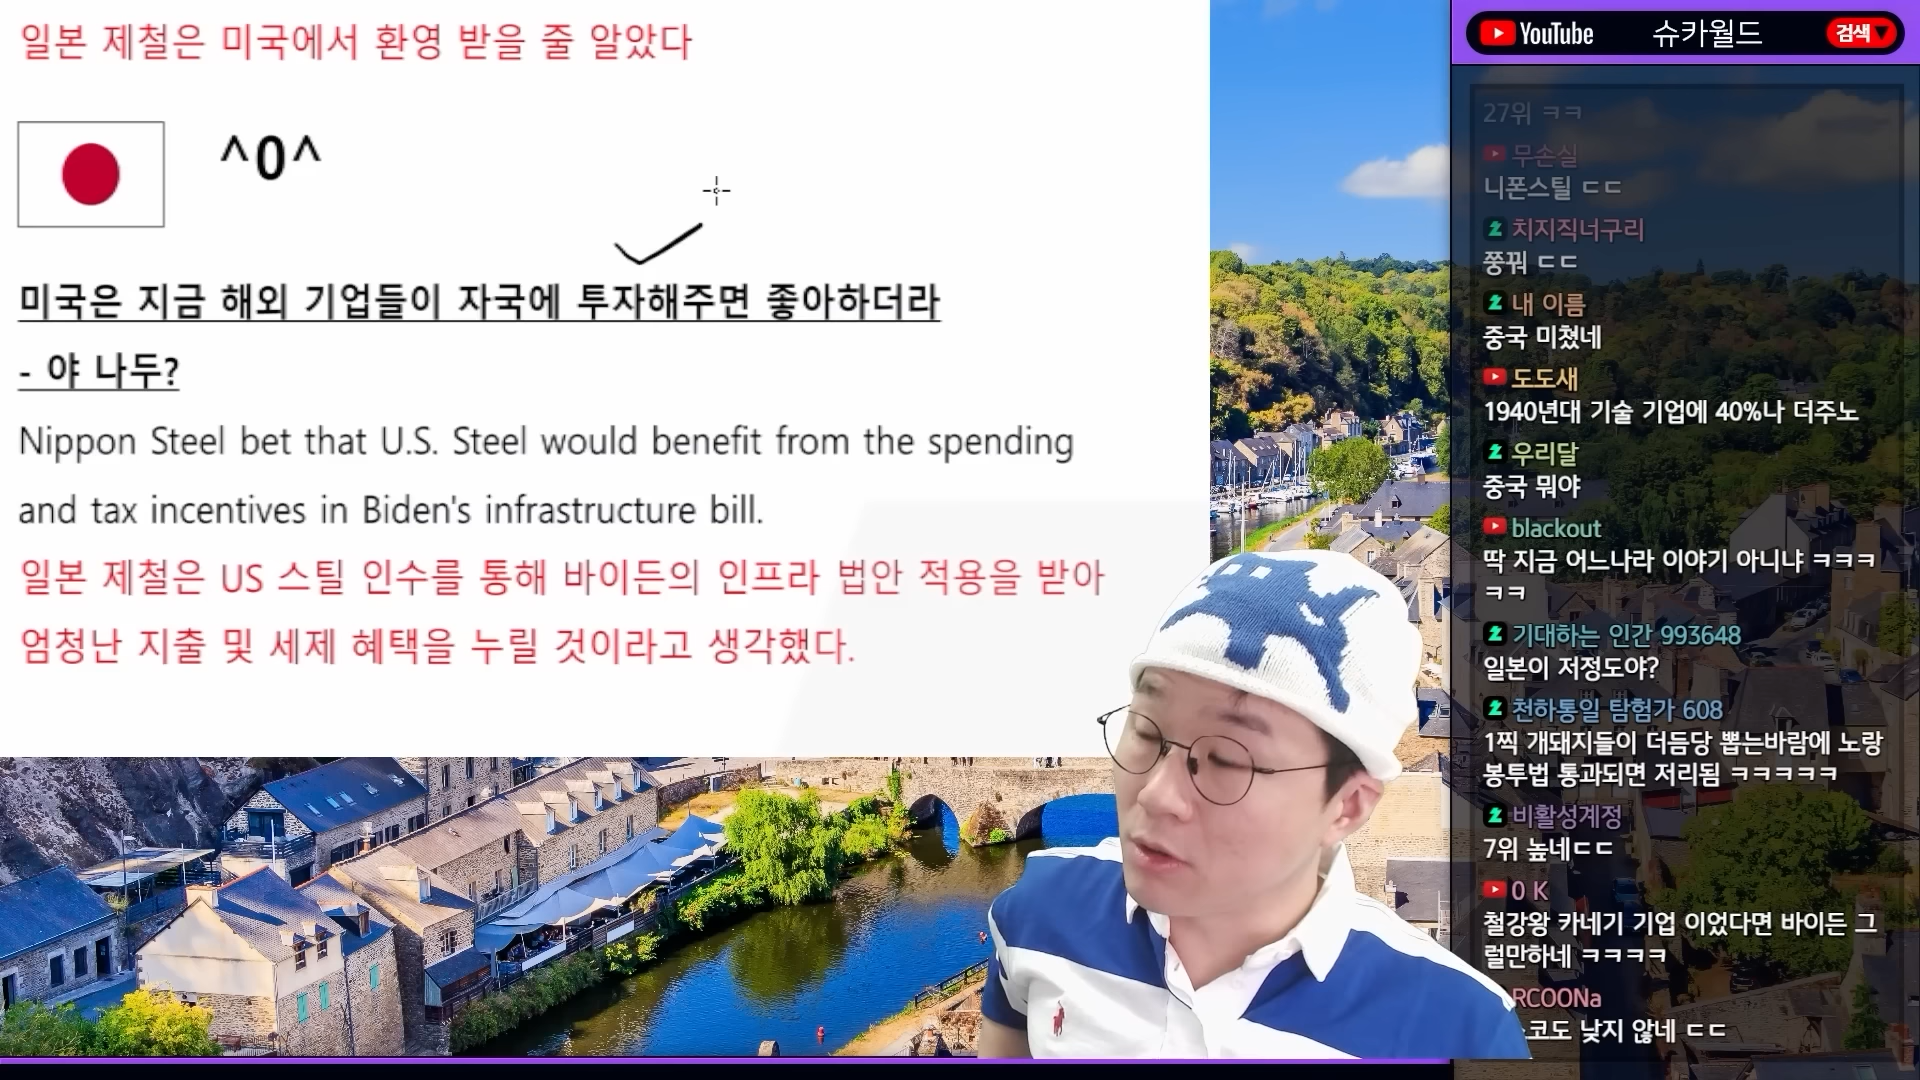 일본 제철은 미국에서 환영 받을 줄 알았다
^0^
미국은 지금 해외 기업들이 자국에 투자해주면 좋아하더라
- 야 나두?
Nippon Steel bet that U.S. Steel would benefit from the spending
and tax incentives in Biden's infrastructure bill.
일본 제철은 US 스틸 인수를 통해 바이든의 인프라 법안 적용을 받아
엄청난 지출 및 세제 혜택을 누릴 것이라고 생각했다.
YouTube 슈카월드 검색
27위 ㅋㅋ
무손실
니폰스틸 ㄷㄷ
치지직너구리
쭝꿔 ㄷㄷ
내 이름
중국 미쳤네
도도새
1940년대 기술 기업에 40%나 더주노
우리달
중국 뭐야
blackout
딱 지금 어느나라 이야기 아니냐 ㅋㅋㅋ
ㅋㅋ
기대하는 인간 993648
일본이 저정도야?
천하통일 탐험가 608
1찍 개돼지들이 더듬당 뽑는바람에 노랑
봉투법 통과되면 저리됨 ㅋㅋㅋㅋㅋ
비활성계정
7위 높네ㄷㄷ
0 K
철강왕 카네기 기업 이었다면 바이든 그
럴만하네 ㅋㅋㅋㅋ
RCOONa
코도 낮지 않네 ㄷㄷ